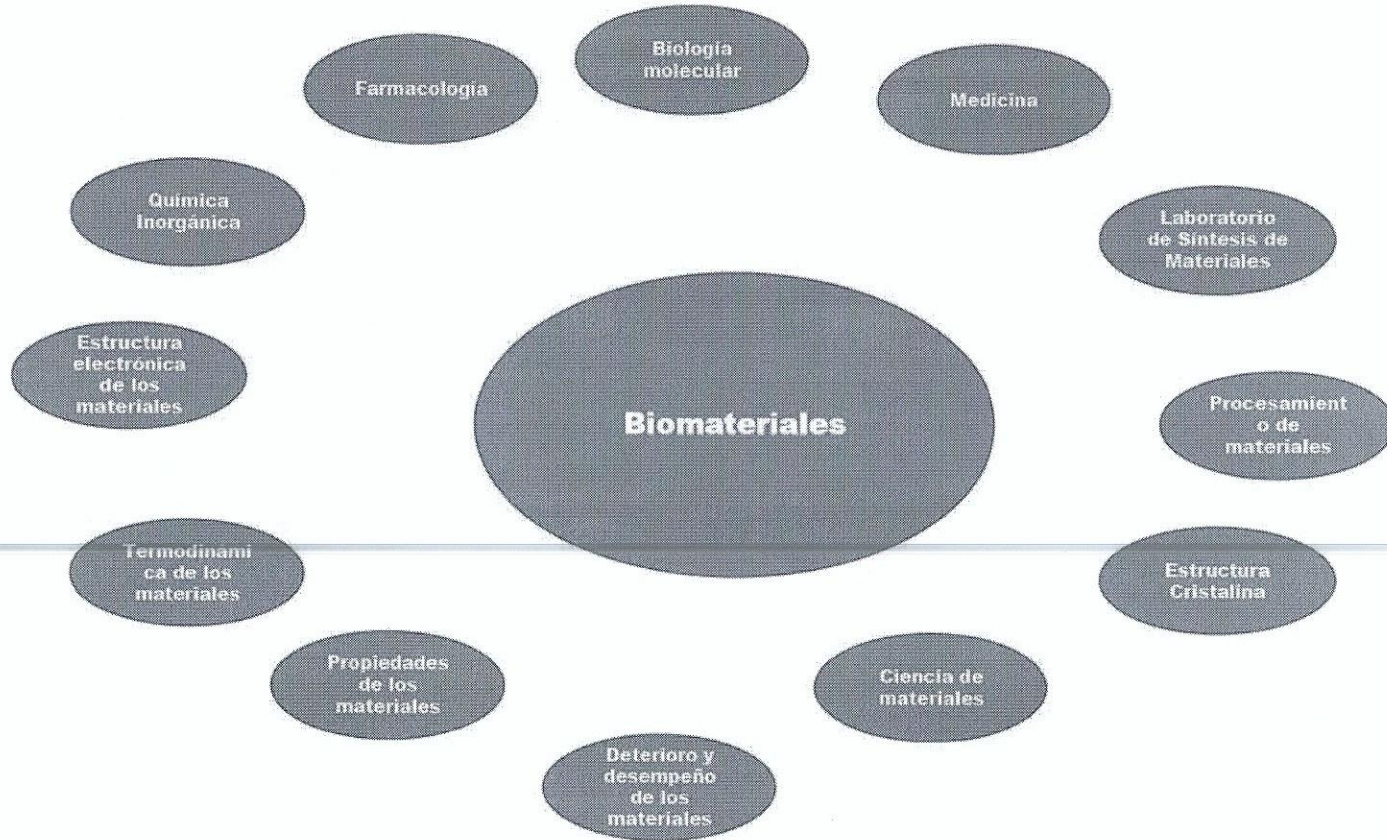 Biología
molecular
Farmacología
Medicina
Química
Inorgánica
Laboratorio
de Síntesis de
Materiales
Estructura
electrónica
de los
materiales
Biomateriales
Procesamient
o de
materiales
Termodinámi
ca de los
materiales
Estructura
Cristalina
Propiedades
de los
materiales
Ciencia de
materiales
Deterioro y
desempeño
de los
materiales